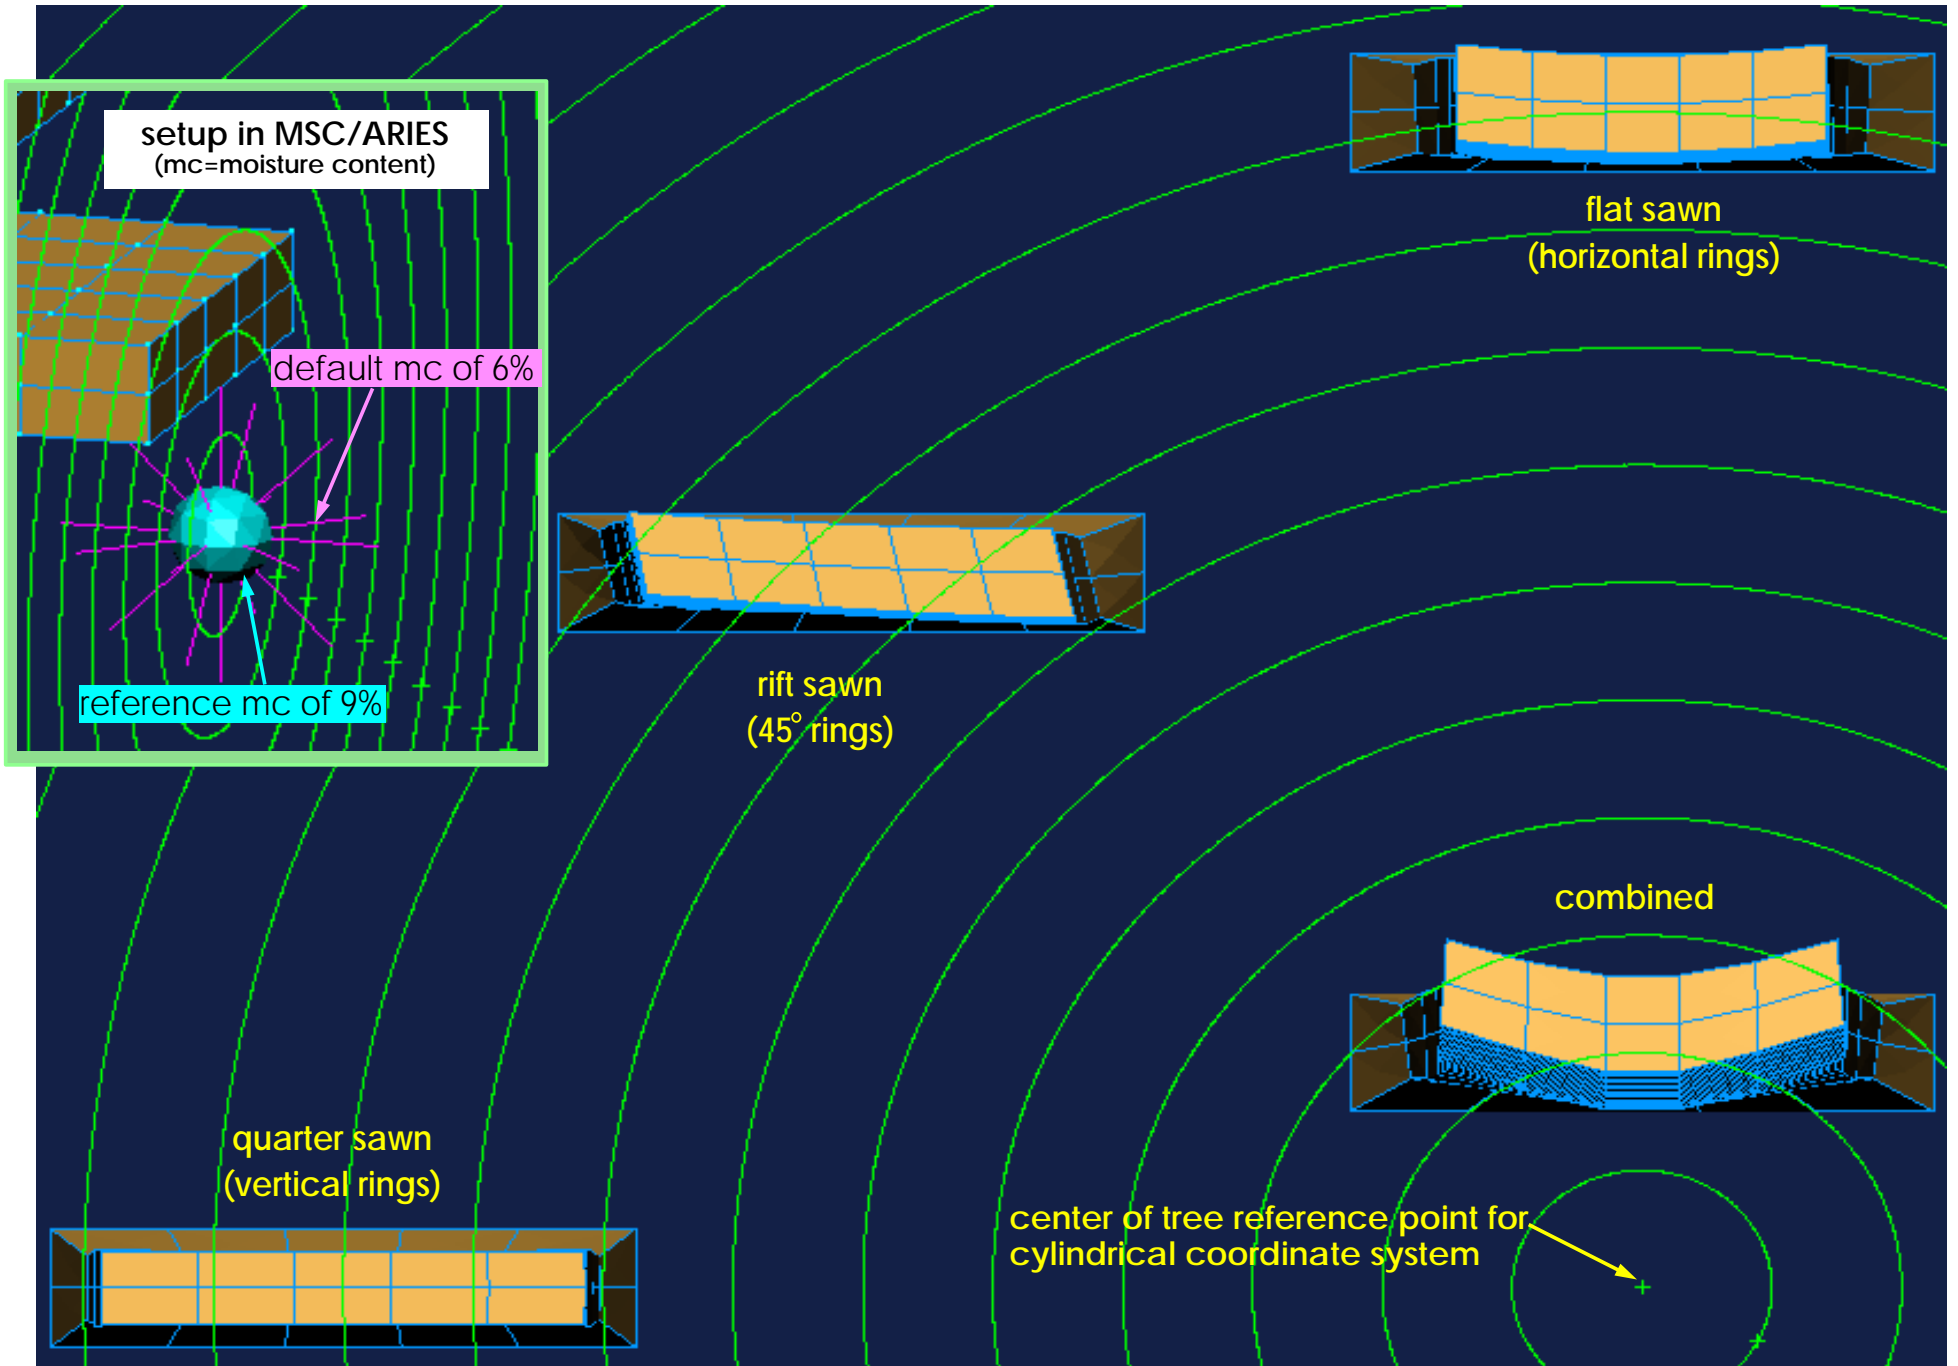 setup in MSC/ARIES
(mc=moisture content)
default mc of 6%
reference mc of 9%
flat sawn
(horizontal rings)
rift sawn
(45° rings)
combined
quarter sawn
(vertical rings)
center of tree reference point for
cylindrical coordinate system